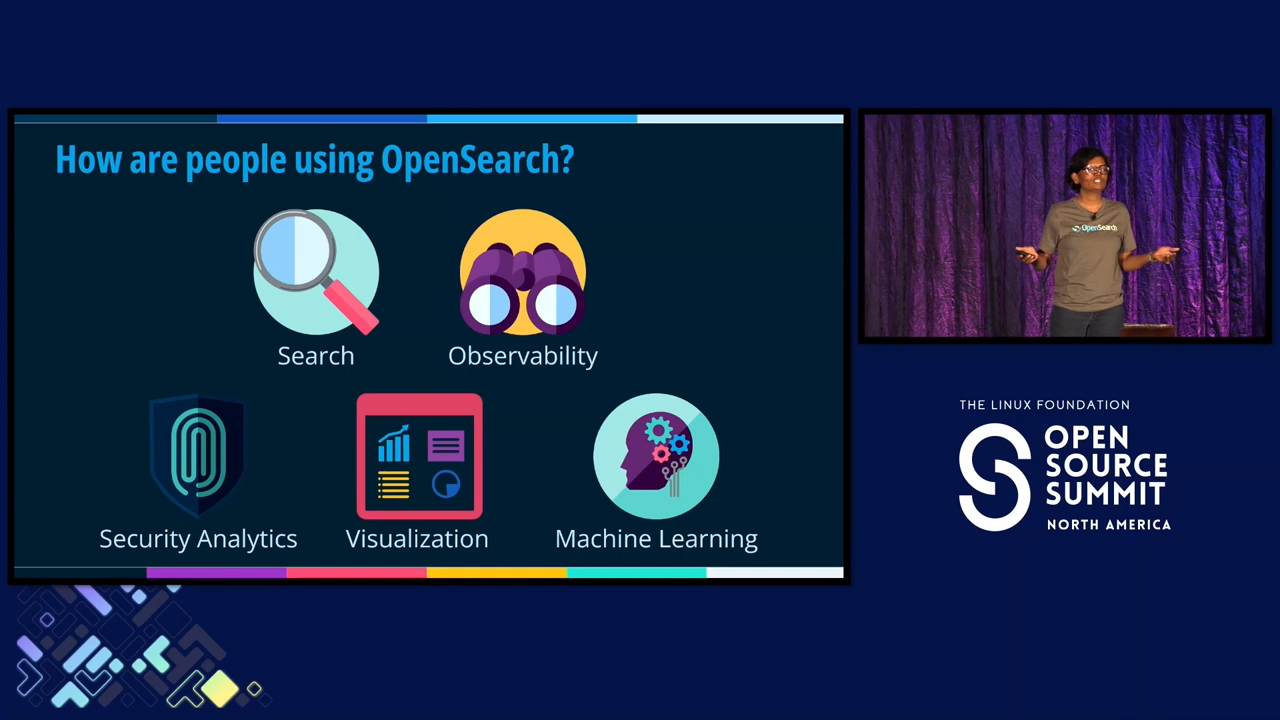 How are people using OpenSearch?
Search
Observability
Security Analytics
Visualization
Machine Learning
OpenSearch
THE LINUX FOUNDATION
OPEN
SOURCE
SUMMIT
NORTH AMERICA